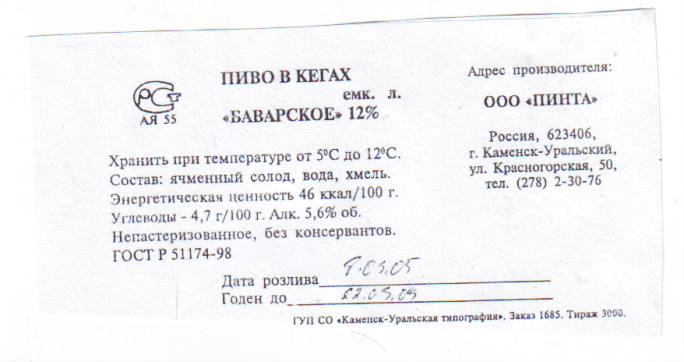 ПИВО В КЕГАХ
емк. л.
«БАВАРСКОЕ» 12%
РСТ
АЯ 55
Адрес производителя:
ООО «ПИНТА»
Россия, 623406,
г. Каменск-Уральский,
ул. Красногорская, 50,
тел. (278) 2-30-76
Хранить при температуре от 5⁰С до 12⁰С.
Состав: ячменный солод, вода, хмель.
Энергетическая ценность 46 ккал/100 г.
Углеводы - 4,7 г/100 г. Алк. 5,6% об.
Непастеризованное, без консервантов.
ГОСТ Р 51174-98
Дата розлива
Годен до
ГУП СО «Каменск-Уральская типография». Заказ 1685. Тираж 3000.